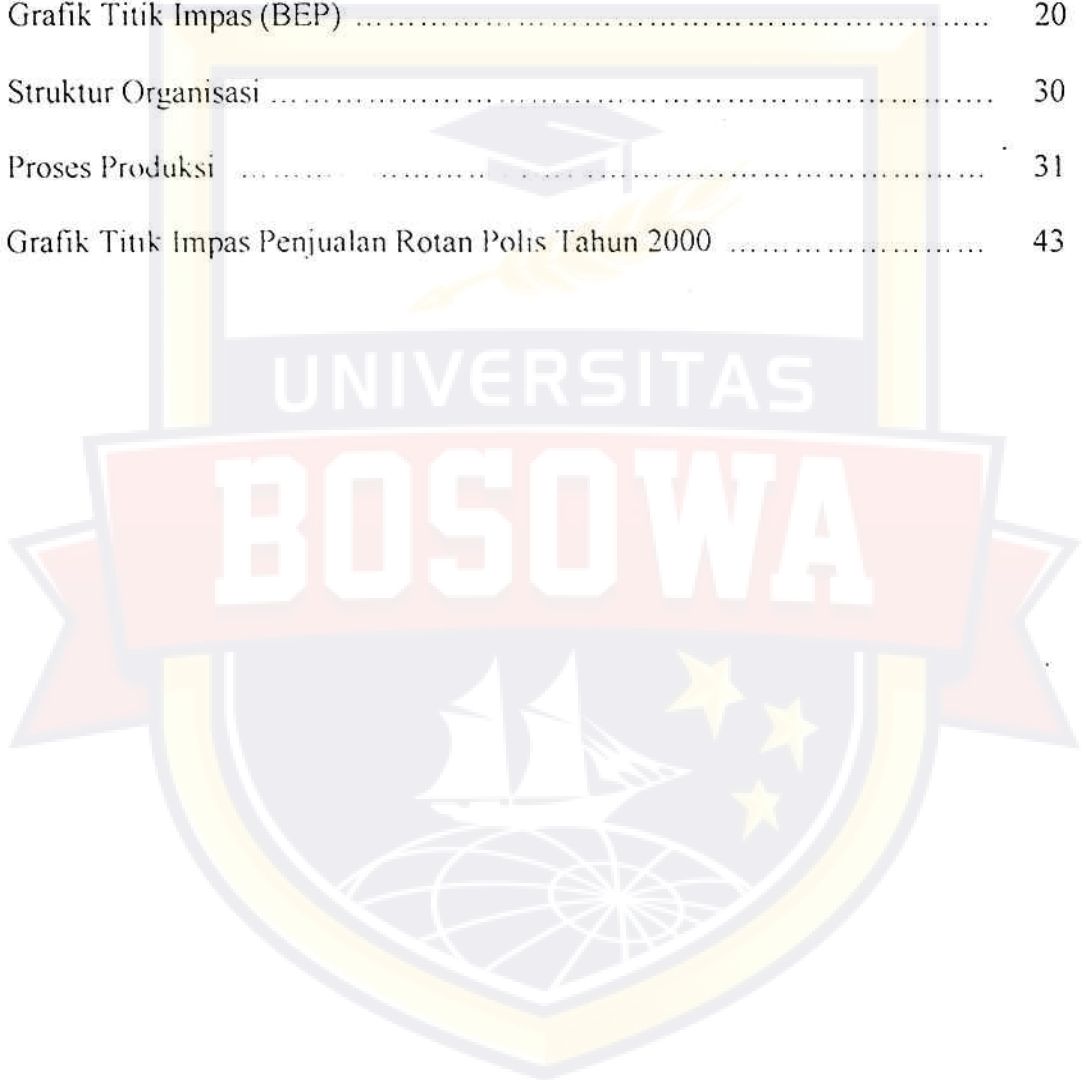 Grafik Titik Impas (BEP) ................................................................ 20
Struktur Organisasi ........................................................................ 30
Proses Produksi ........................................................................ 31
Grafik Titik Impas Penjualan Rotan Polis Tahun 2000 ........................ 43
UNIVERSITAS
BOSOWA